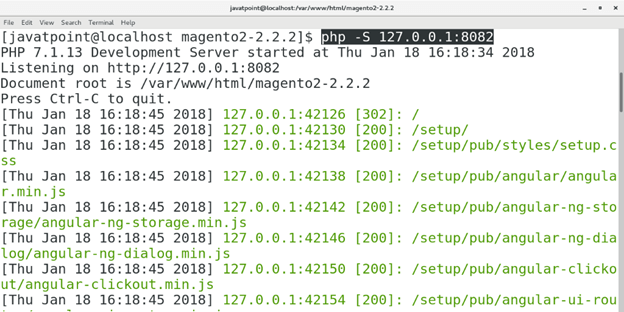 javatpoint@localhost:/var/www/html/magento2-2.2.2
File Edit View Search Terminal Help
[javatpoint@localhost magento2-2.2.2]$ php -S 127.0.0.1:8082
PHP 7.1.13 Development Server started at Thu Jan 18 16:18:34 2018
Listening on http://127.0.0.1:8082
Document root is /var/www/html/magento2-2.2.2
Press Ctrl-C to quit.
[Thu Jan 18 16:18:45 2018] 127.0.0.1:42126 [302]: /
[Thu Jan 18 16:18:45 2018] 127.0.0.1:42130 [200]: /setup/
[Thu Jan 18 16:18:45 2018] 127.0.0.1:42134 [200]: /setup/pub/styles/setup.c
ss
[Thu Jan 18 16:18:45 2018] 127.0.0.1:42138 [200]: /setup/pub/angular/angula
r.min.js
[Thu Jan 18 16:18:45 2018] 127.0.0.1:42142 [200]: /setup/pub/angular-ng-sto
rage/angular-ng-storage.min.js
[Thu Jan 18 16:18:45 2018] 127.0.0.1:42146 [200]: /setup/pub/angular-ng-dia
log/angular-ng-dialog.min.js
[Thu Jan 18 16:18:45 2018] 127.0.0.1:42150 [200]: /setup/pub/angular-clicko
ut/angular-clickout.min.js
[Thu Jan 18 16:18:45 2018] 127.0.0.1:42154 [200]: /setup/pub/angular-ui-rou